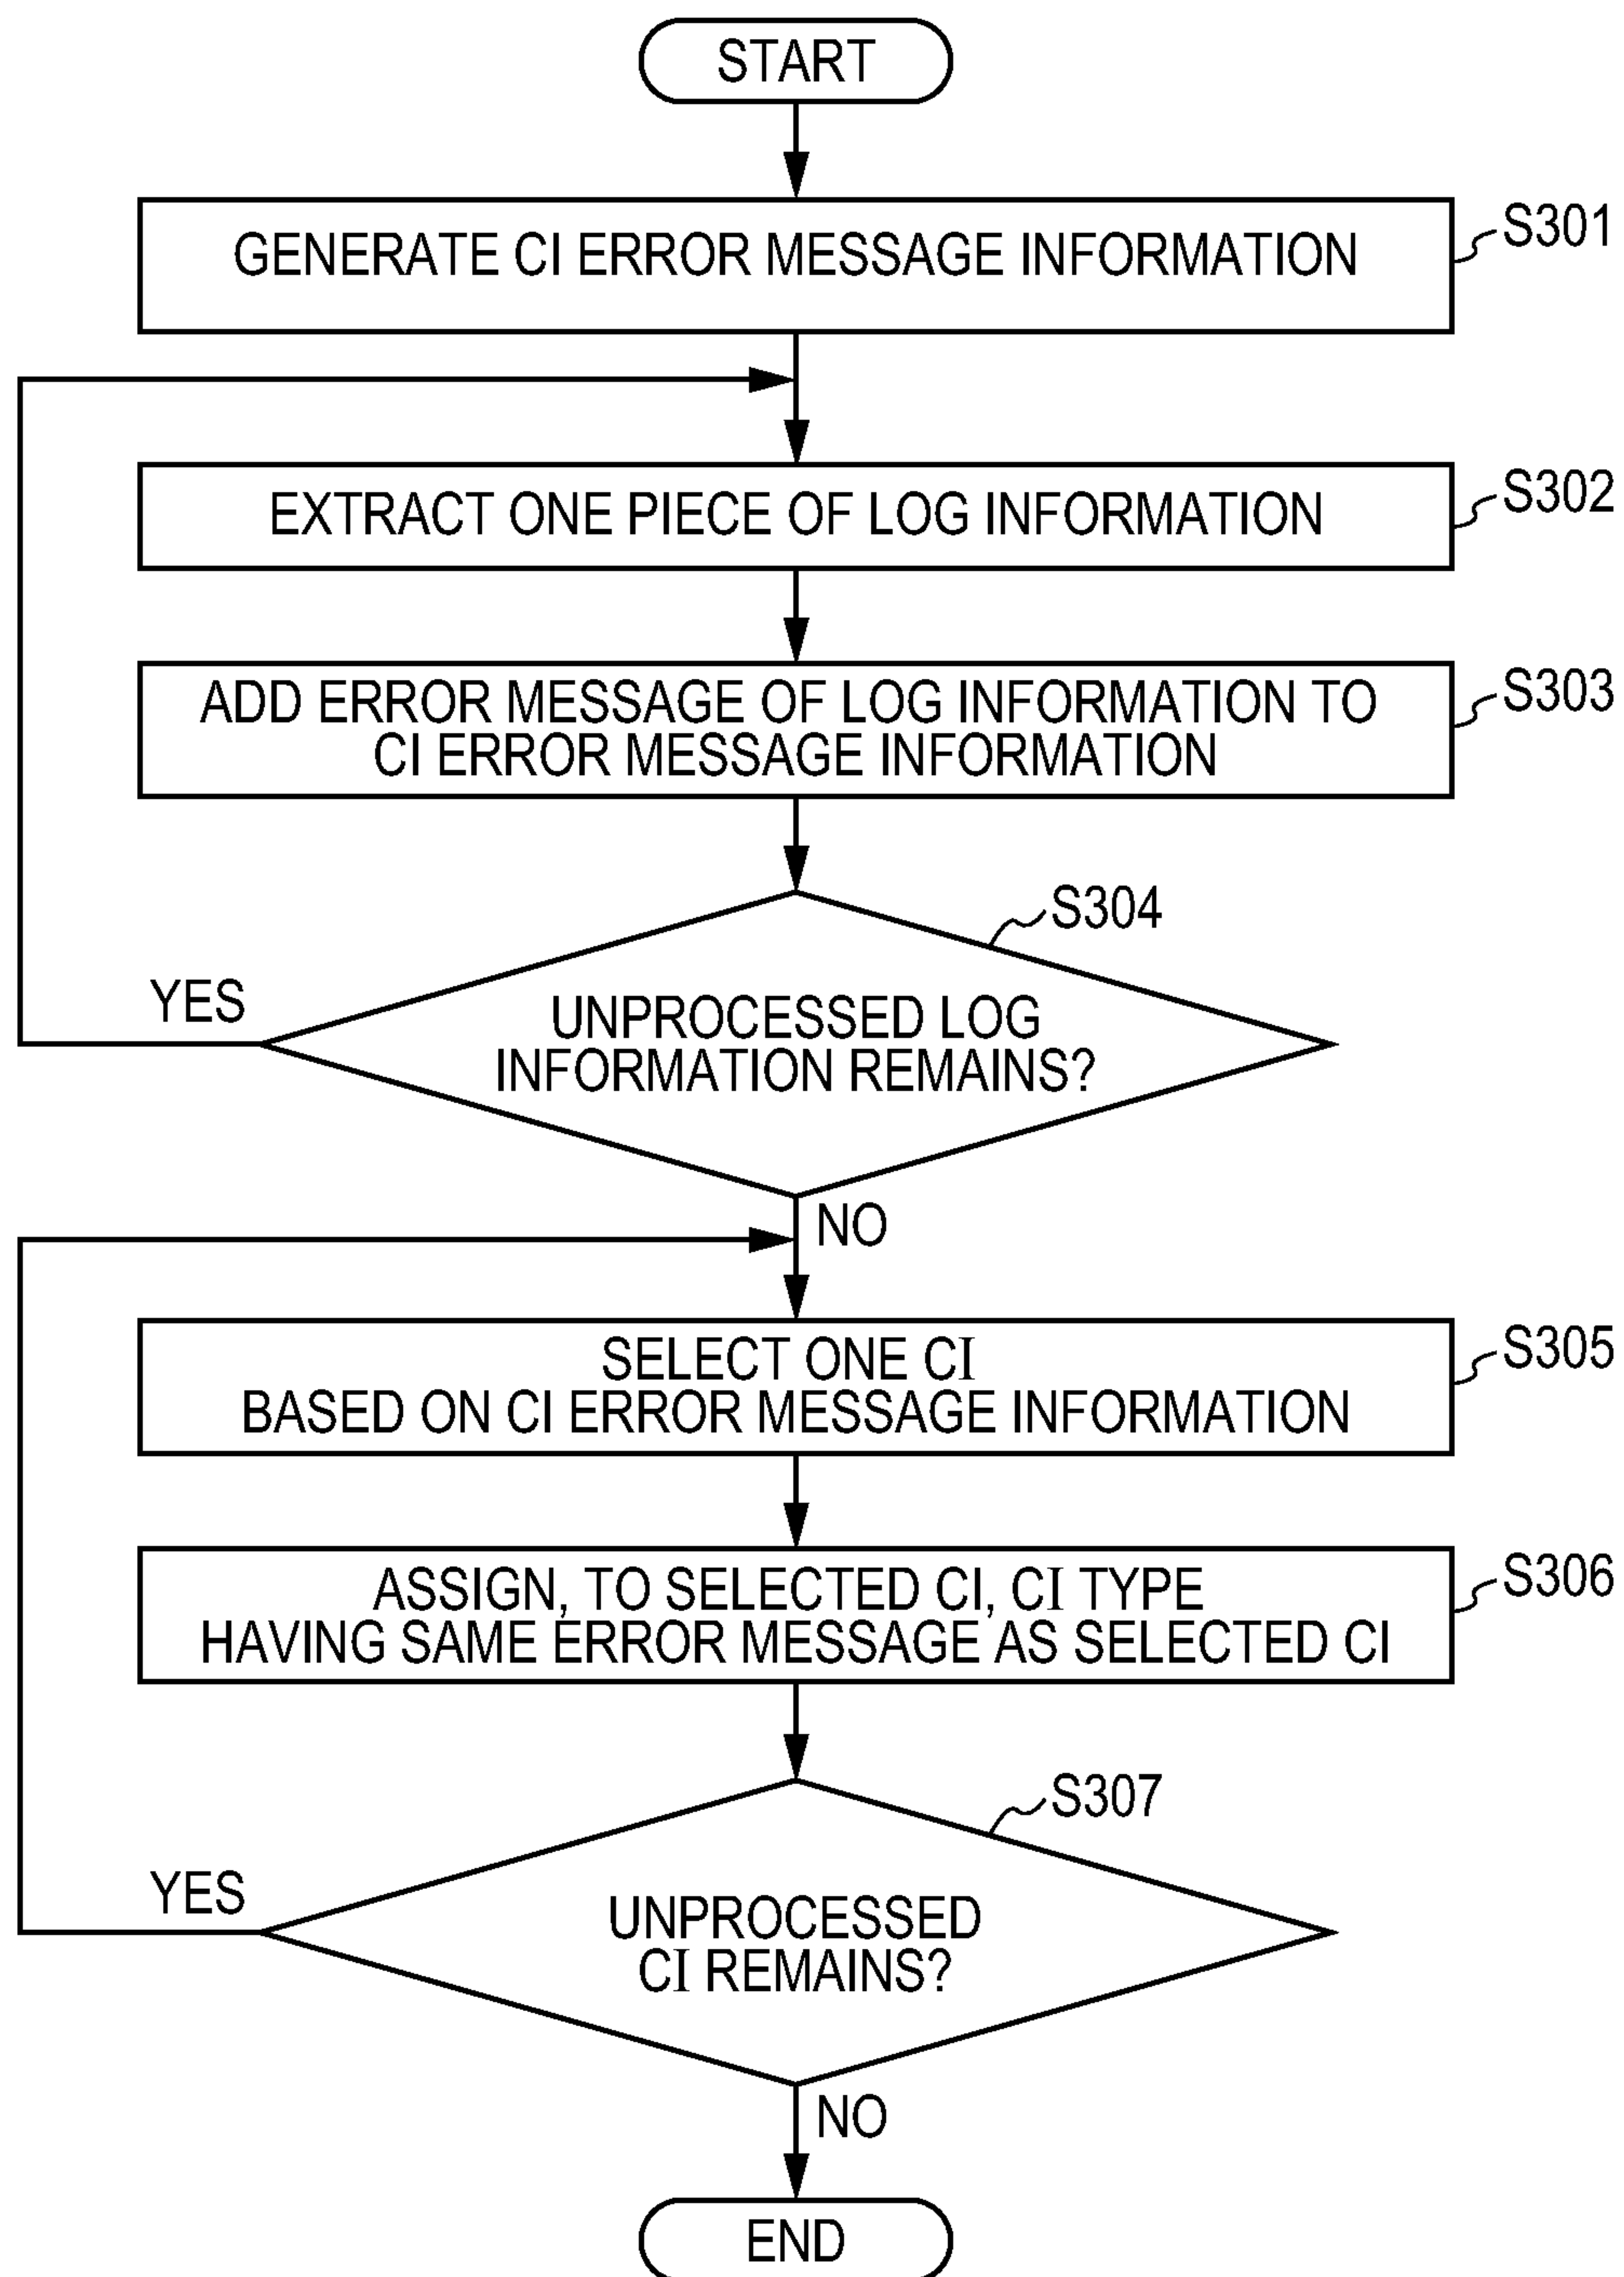 START
GENERATE CI ERROR MESSAGE INFORMATION
S301
EXTRACT ONE PIECE OF LOG INFORMATION
S302
ADD ERROR MESSAGE OF LOG INFORMATION TO
CI ERROR MESSAGE INFORMATION
S303
S304
YES
UNPROCESSED LOG
INFORMATION REMAINS?
NO
SELECT ONE CI
BASED ON CI ERROR MESSAGE INFORMATION
S305
ASSIGN, TO SELECTED CI, CI TYPE
HAVING SAME ERROR MESSAGE AS SELECTED CI
S306
S307
YES
UNPROCESSED
CI REMAINS?
NO
END